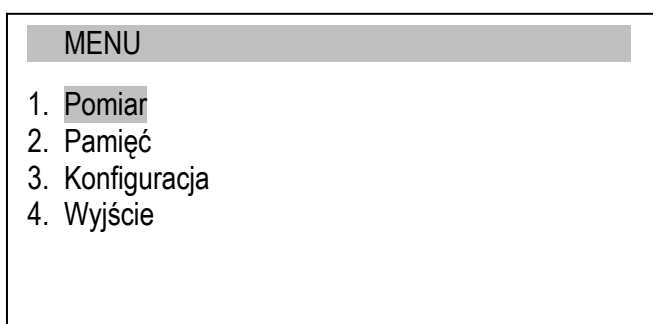 MENU
1. Pomiar
2. Pamięć
3. Konfiguracja
4. Wyjście